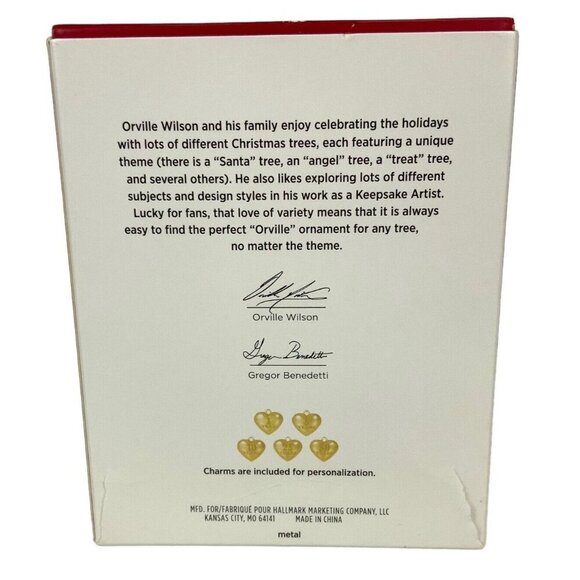 Orville Wilson and his family enjoy celebrating the holidays
with lots of different Christmas trees, each featuring a unique
theme (there is a “Santa” tree, an “angel” tree, a “treat” tree,
and several others). He also likes exploring lots of different
subjects and design styles in his work as a Keepsake Artist.
Lucky for fans, that love of variety means that it is always
easy to find the perfect “Orville” ornament for any tree,
no matter the theme.
Orville Wilson
Gregor Benedetti
Gregor Benedetti
Charms are included for personalization.
MFD. FOR/FABRIQUÉ POUR HALLMARK MARKETING COMPANY, LLC
KANSAS CITY, MO 64141 MADE IN CHINA
metal